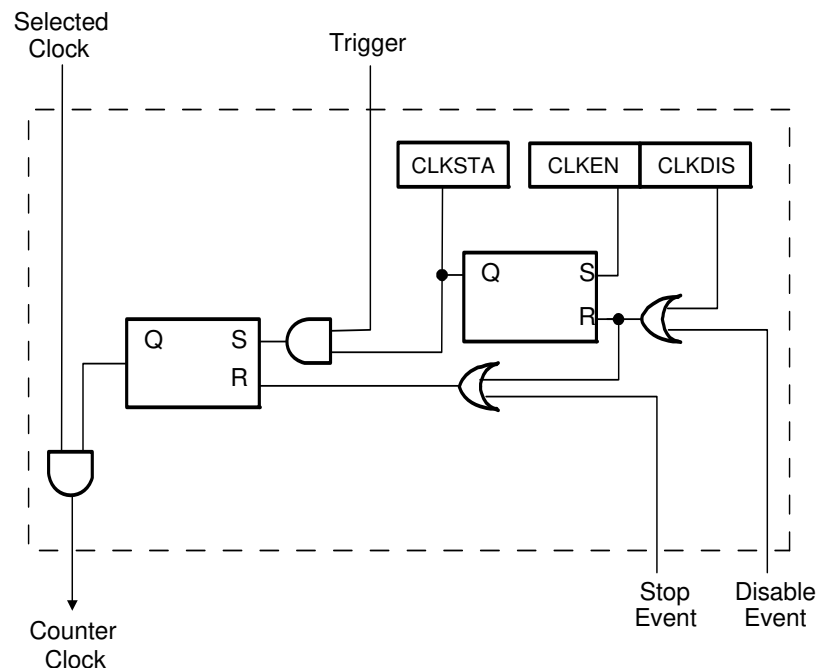 Selected
Clock
Trigger
CLKSTA
CLKEN
CLKDIS
Q
S
R
Q
S
R
Stop
Event
Disable
Event
Counter
Clock